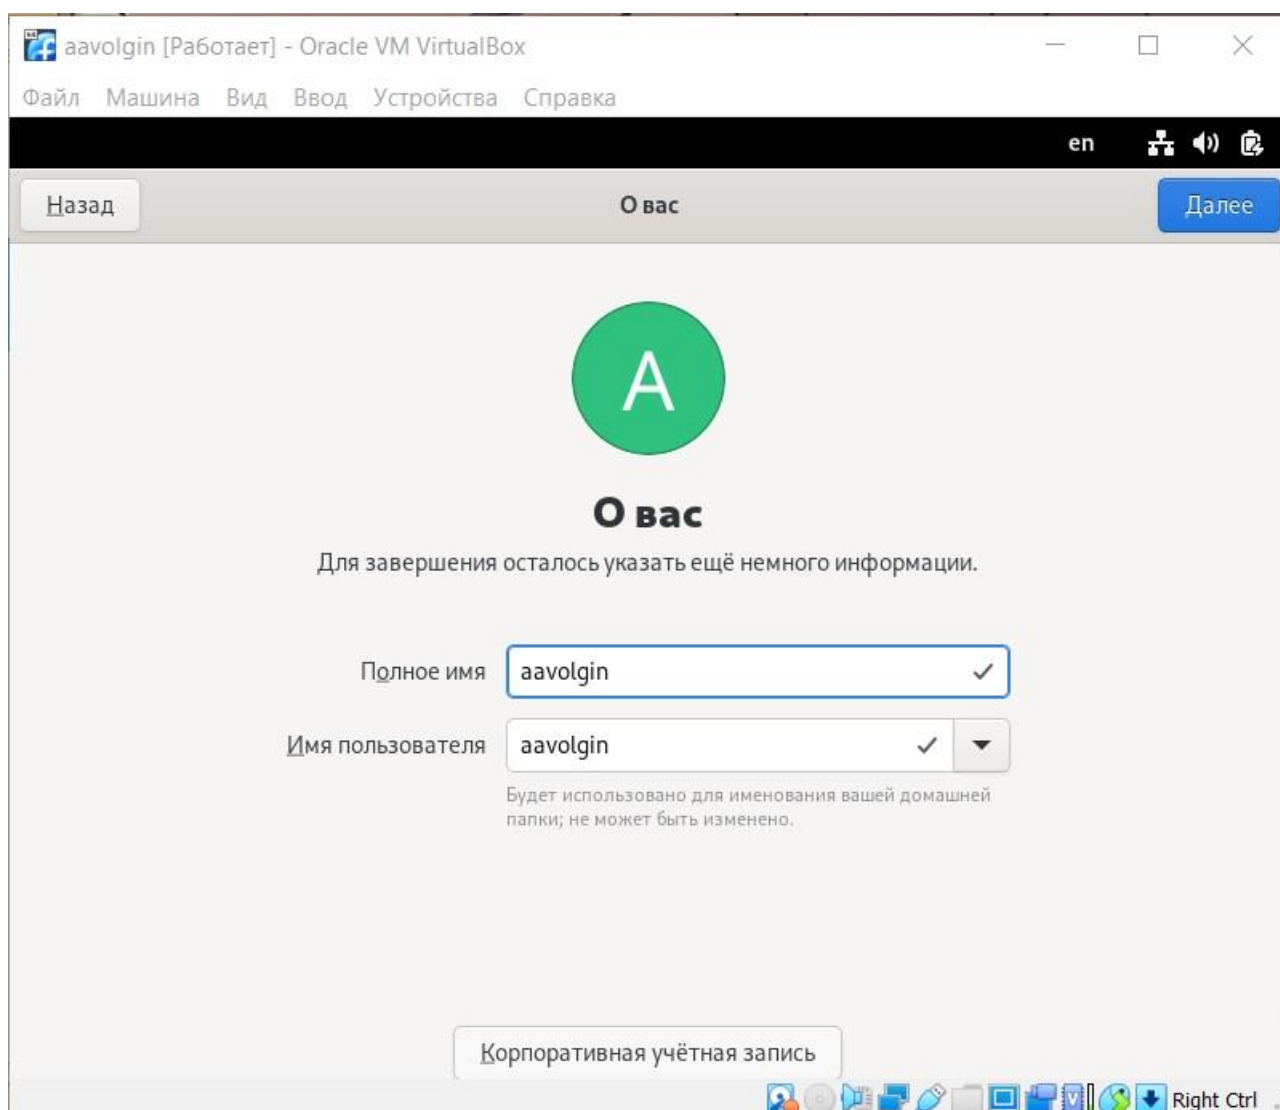 aavolgin [Работает] - Oracle VM VirtualBox
Файл Машина Вид Ввод Устройства Справка
en
Назад О вас Далее
A
О вас
Для завершения осталось указать ещё немного информации.
Полное имя aavolgin
Имя пользователя aavolgin
Будет использовано для именования вашей домашней
папки; не может быть изменено.
Корпоративная учётная запись
Right Ctrl